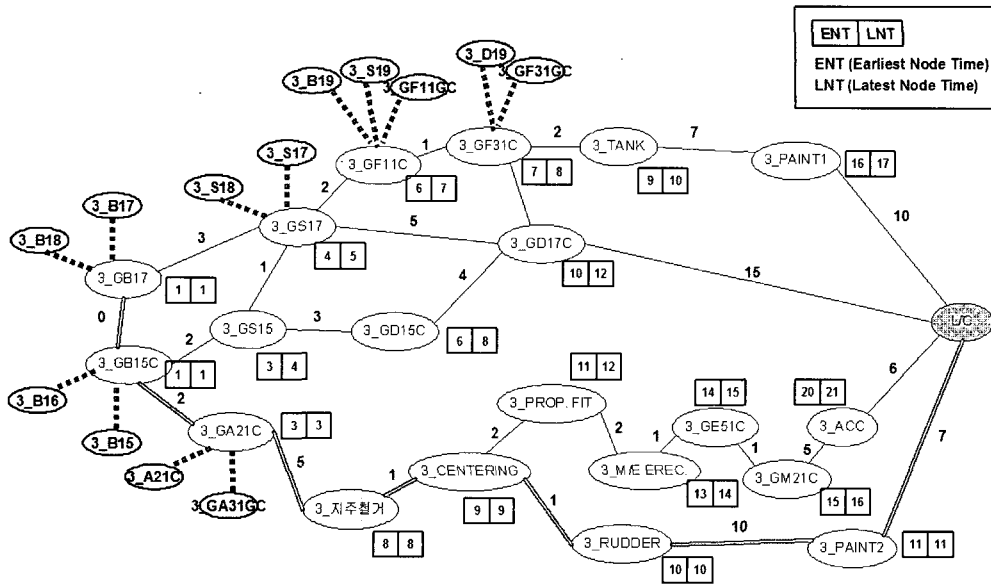 ENT LNT
ENT (Earliest Node Time)
LNT (Latest Node Time)
3_D19
3_S19
3_GF31GC
3_B19
3_GF11GC
3_S17
1
3_GF31C
2
3_TANK
7
3_GF11C
3_PAINT1
7 8
16 17
3_S18
2
6 7
9 10
3_B17
10
3_GS17
5
3_B18
3
3_GD17C
4 5
10 12
15
3_GB17
1
4
1 1
0
3_GS15
3
3_GD15C
L/C
2
3_GB15C
6 8
3 4
1 1
11 12
6
3_B16
2
14 15
20 21
3_PROP. FIT
3_GE51C
3_ACC
7
3_B15
3_GA21C
3 3
2
2
1
1
5
3_A21C
5
1
3_CENTERING
3_M/E EREC.
3_GM21C
3_GA31GC
13 14
15 16
3_지주철거
9 9
1
10
8 8
3_RUDDER
3_PAINT2
11 11
10 10